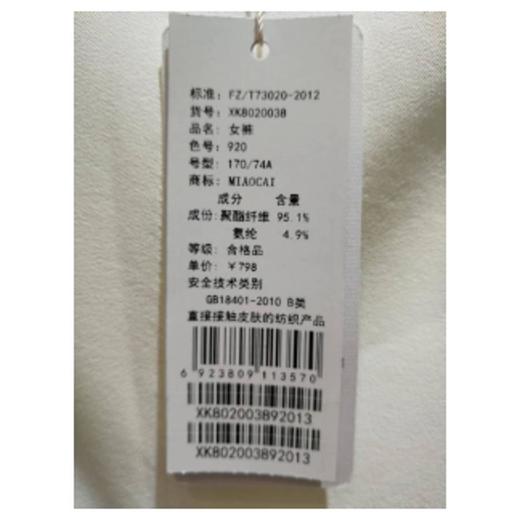 标准: FZ/T73020-2012
货号: XK8020038
品名: 女裤
色号: 920
号型: 170/74A
商标: MIAOCAI
成分 含量
成份: 聚酯纤维 95.1%
氨纶 4.9%
等级: 合格品
单价: ￥798
安全技术类别
GB18401-2010 B类
直接接触皮肤的纺织产品
6 923809 113570
XK802003892013
XK802003892013